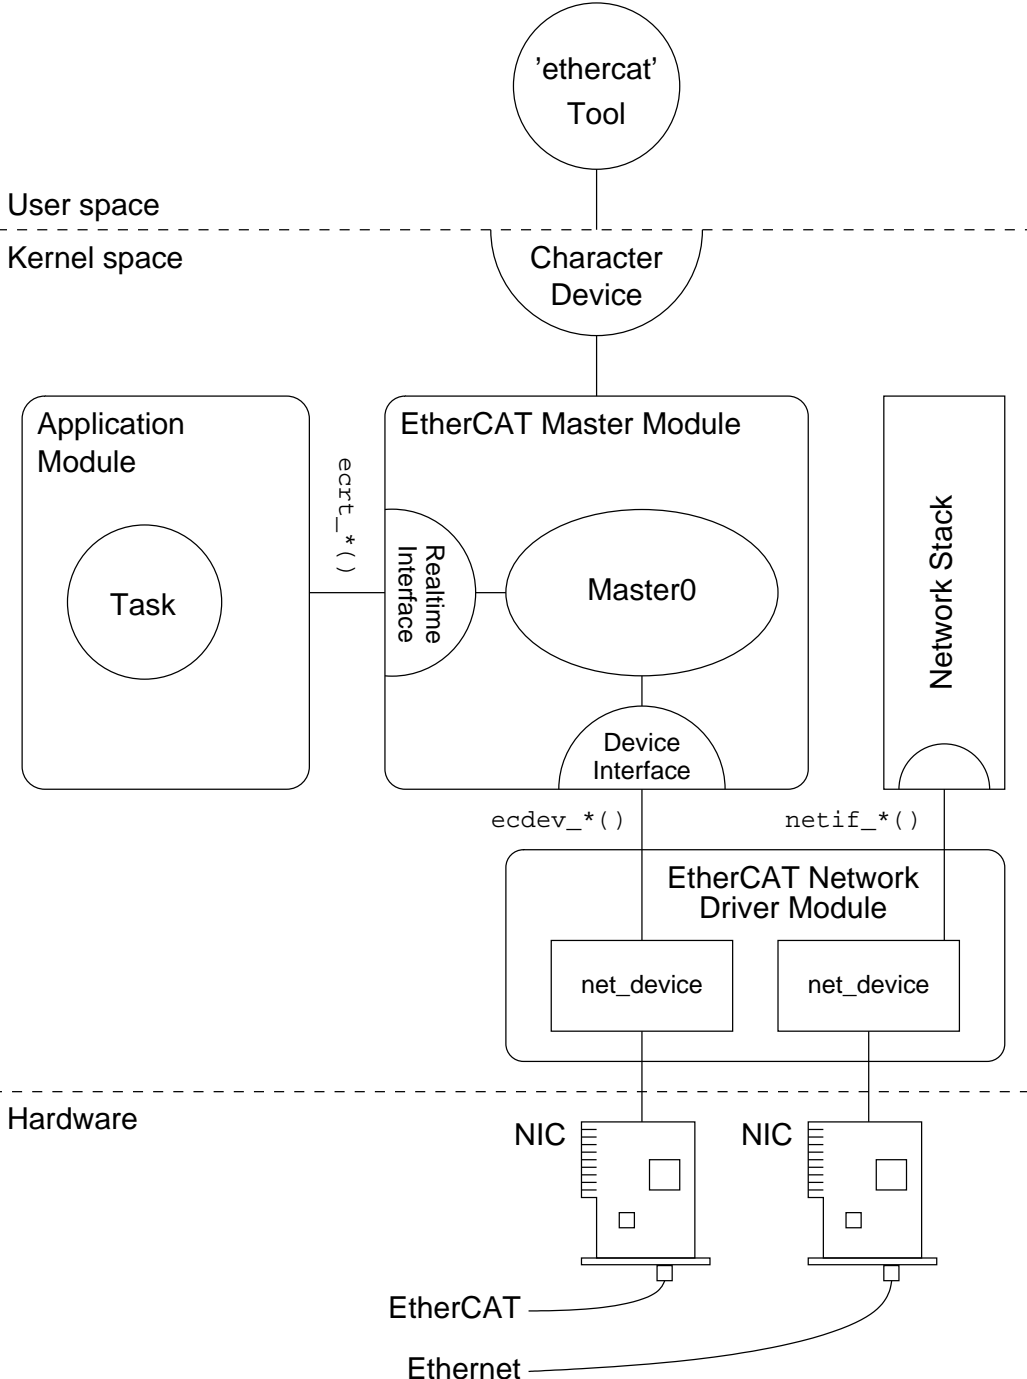 ’ethercat’
Tool
User space
Kernel space
Character
Device
Application
Module
EtherCAT Master Module
ecrt_*()
Realtime
Interface
Task
Master0
Network Stack
Device
Interface
ecdev_*()
netif_*()
EtherCAT Network
Driver Module
net_device
net_device
Hardware
NIC
NIC
EtherCAT
Ethernet